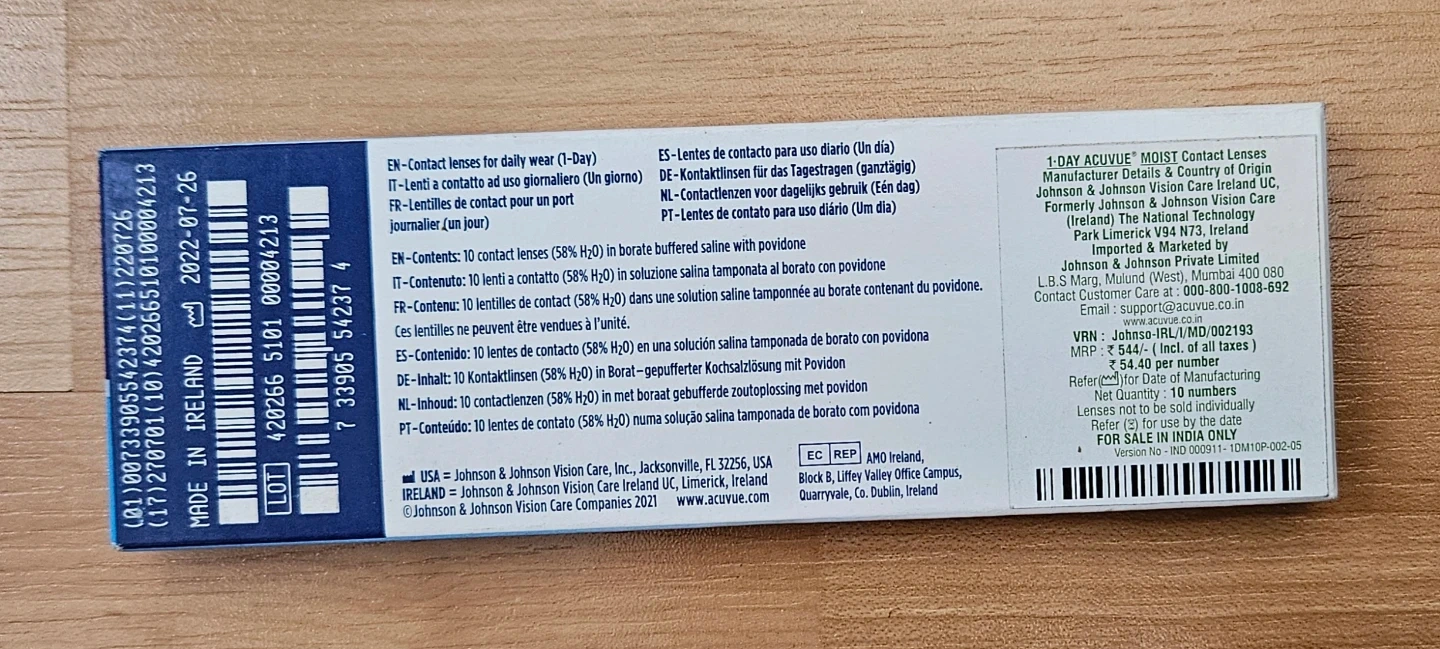 (01)00733905542374(11)220726
(17)270701(10)420266510100004213
MADE IN IRELAND 2022-07-26
LOT 420266 5101 00004213
7 33905 54237 4
EN-Contact lenses for daily wear (1-Day)
IT-Lenti a contatto ad uso giornaliero (Un giorno)
FR-Lentilles de contact pour un port
journalier (un jour)
ES-Lentes de contacto para uso diario (Un día)
DE-Kontaktlinsen für das Tagestragen (ganztägig)
NL-Contactlenzen voor dagelijks gebruik (Eén dag)
PT-Lentes de contato para uso diário (Um dia)
EN-Contents: 10 contact lenses (58% H₂O) in borate buffered saline with povidone
IT-Contenuto: 10 lenti a contatto (58% H₂O) in soluzione salina tamponata al borato con povidone
FR-Contenu: 10 lentilles de contact (58% H₂O) dans une solution saline tamponnée au borate contenant du povidone.
Ces lentilles ne peuvent être vendues à l'unité.
ES-Contenido: 10 lentes de contacto (58% H₂O) en una solución salina tamponada de borato con povidona
DE-Inhalt: 10 Kontaktlinsen (58% H₂O) in Borat-gepufferter Kochsalzlösung mit Povidon
NL-Inhoud: 10 contactlenzen (58% H₂O) in met boraat gebufferde zoutoplossing met povidon
PT-Conteúdo: 10 lentes de contato (58% H₂O) numa solução salina tamponada de borato com povidona
USA = Johnson & Johnson Vision Care, Inc., Jacksonville, FL 32256, USA
IRELAND = Johnson & Johnson Vision Care Ireland UC, Limerick, Ireland
©Johnson & Johnson Vision Care Companies 2021 www.acuvue.com
EC REP AMO Ireland,
Block B, Liffey Valley Office Campus,
Quarryvale, Co. Dublin, Ireland
1·DAY ACUVUE® MOIST Contact Lenses
Manufacturer Details & Country of Origin
Johnson & Johnson Vision Care Ireland UC,
Formerly Johnson & Johnson Vision Care
(Ireland) The National Technology
Park Limerick V94 N73, Ireland
Imported & Marketed by
Johnson & Johnson Private Limited
L.B.S Marg, Mulund (West), Mumbai 400 080
Contact Customer Care at : 000-800-1008-692
Email : support@acuvue.co.in
www.acuvue.co.in
VRN : Johnso-IRL/I/MD/002193
MRP : ₹ 544/- ( Incl. of all taxes )
₹ 54.40 per number
Refer( )for Date of Manufacturing
Net Quantity : 10 numbers
Lenses not to be sold individually
Refer ( ) for use by the date
FOR SALE IN INDIA ONLY
Version No - IND 000911- 1DM10P-002-05